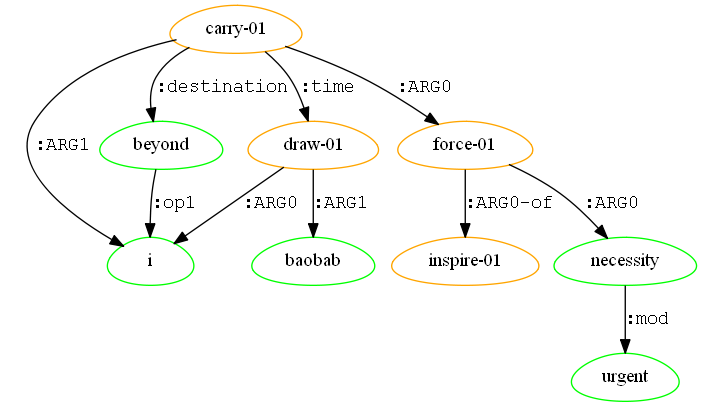 carry-01
:destination :time :ARG0
:ARG1
beyond draw-01 force-01
:op1 :ARG0 :ARG1 :ARG0-of :ARG0
i baobab inspire-01 necessity
:mod
urgent